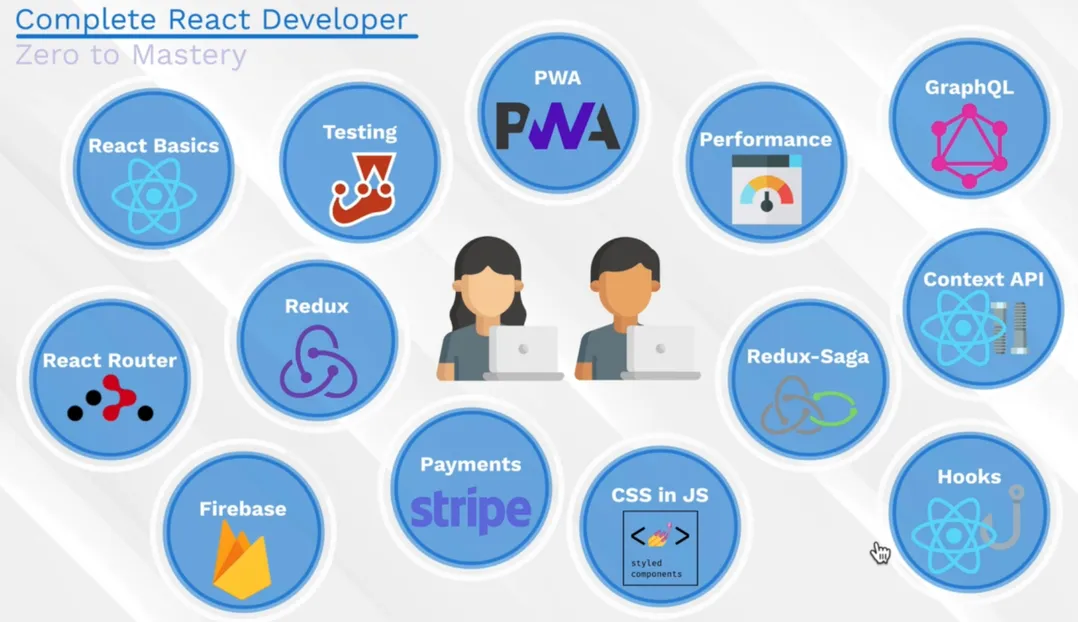 Complete React Developer
Zero to Mastery
React Basics
Testing
PWA
PWA
Performance
GraphQL
React Router
Redux
Redux-Saga
Context API
Firebase
Payments
stripe
CSS in JS
< >
styled
components
Hooks